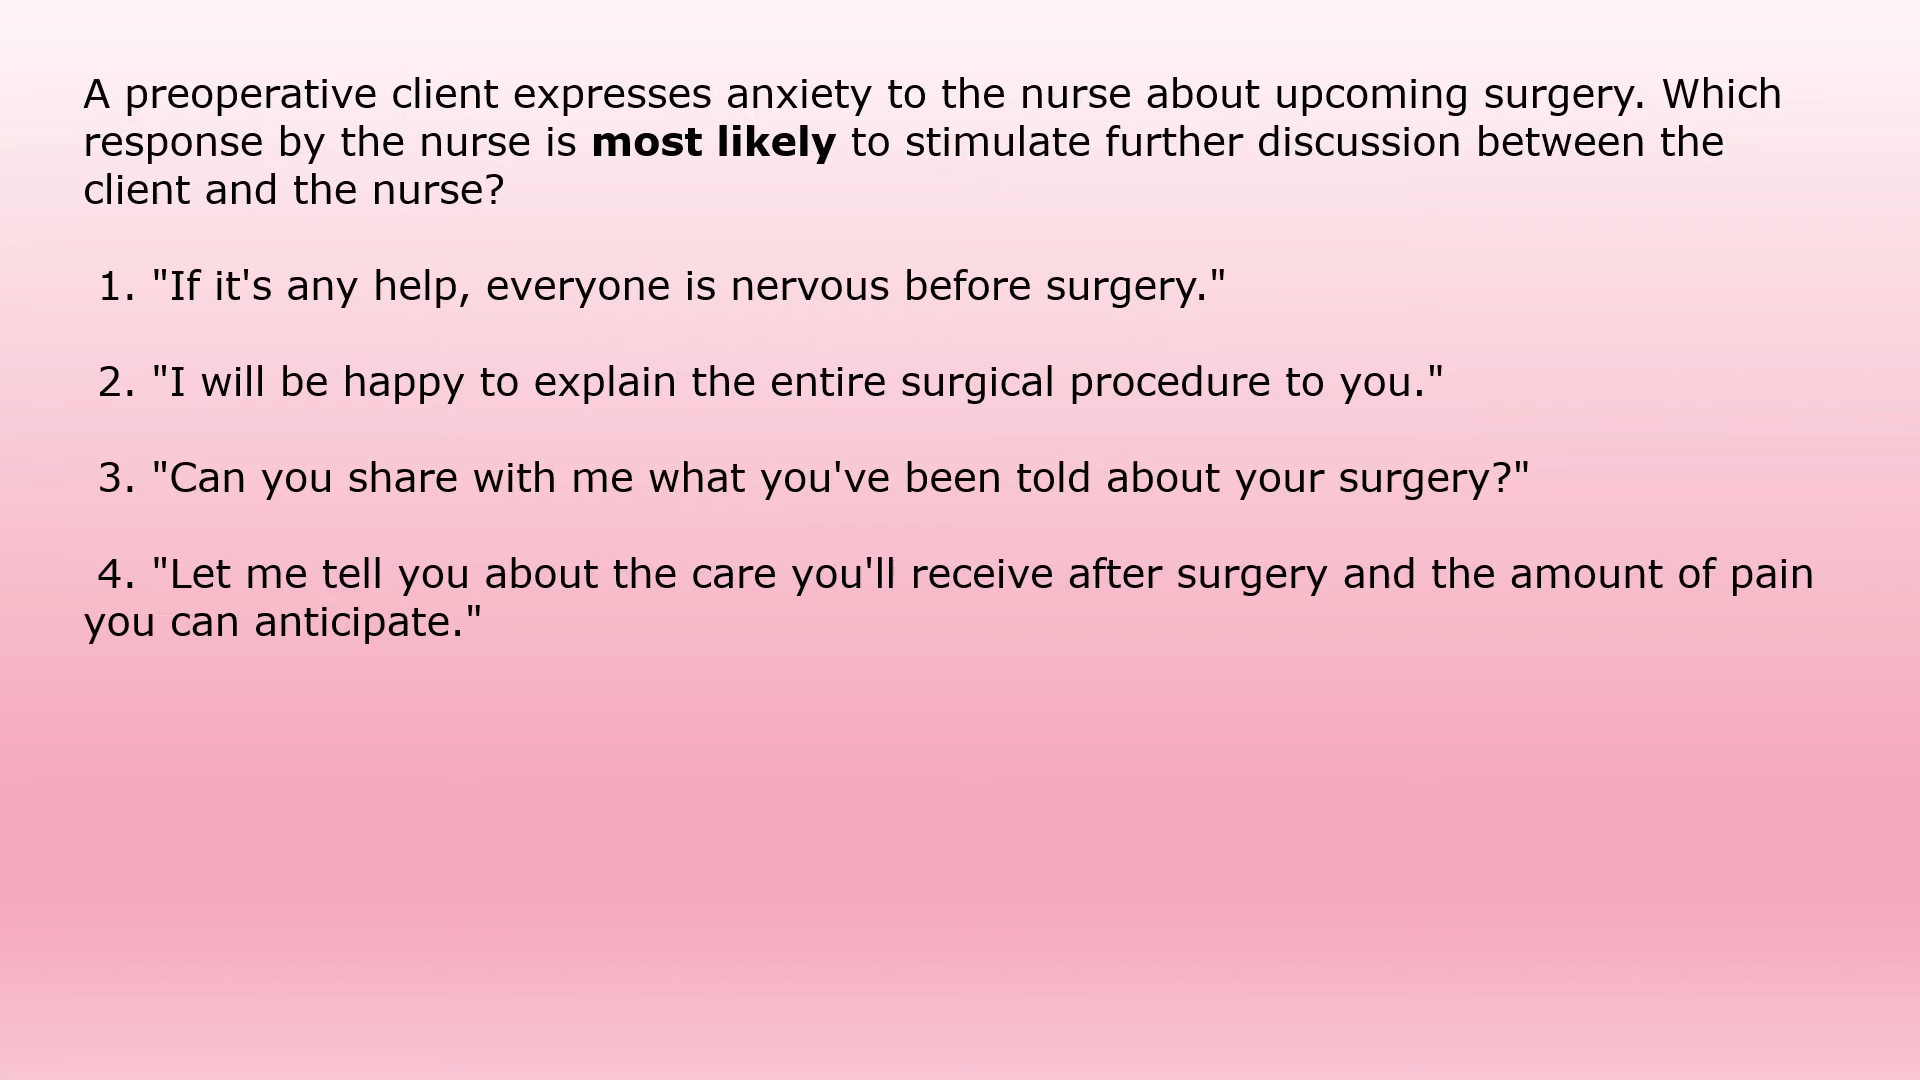 A preoperative client expresses anxiety to the nurse about upcoming surgery. Which
response by the nurse is most likely to stimulate further discussion between the
client and the nurse?
1. "If it's any help, everyone is nervous before surgery."
2. "I will be happy to explain the entire surgical procedure to you."
3. "Can you share with me what you've been told about your surgery?"
4. "Let me tell you about the care you'll receive after surgery and the amount of pain
you can anticipate."